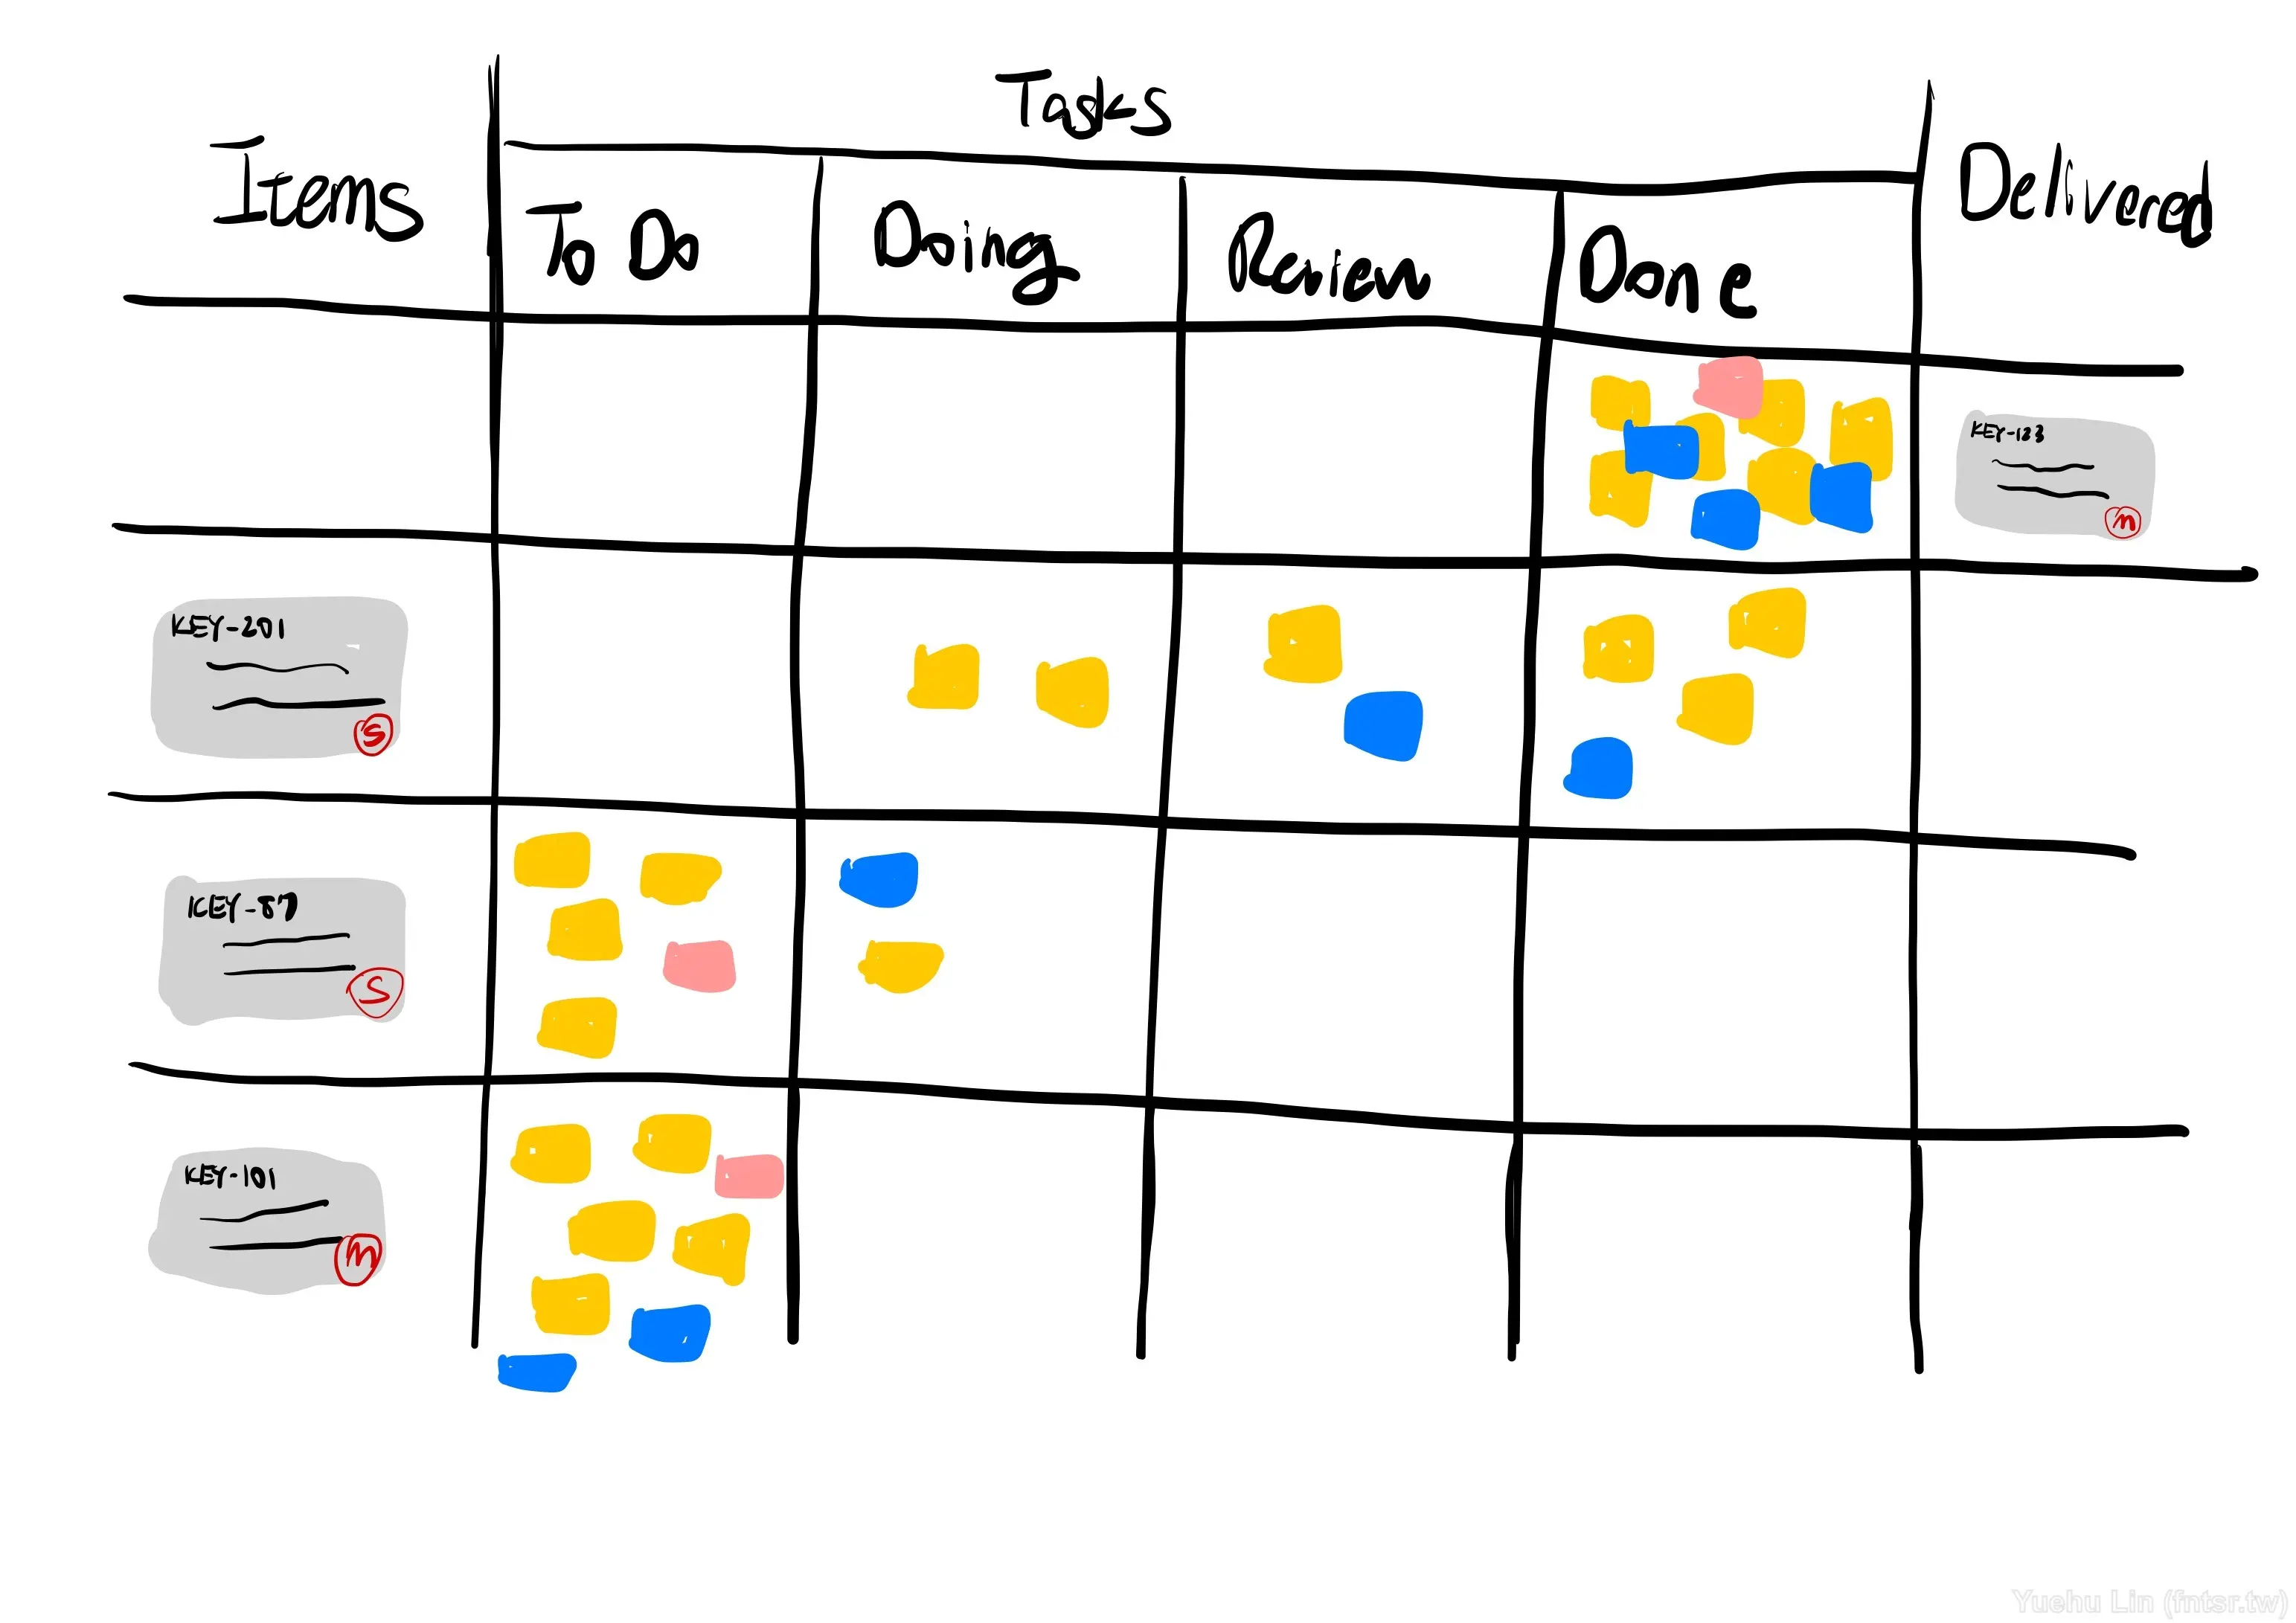 Tasks
Items
To Do
Doing
Review
Done
Delivered
KEY-123
m
KEY-201
S
KEY-87
S
KEY-101
m
Yuehu Lin (fntsr.tw)